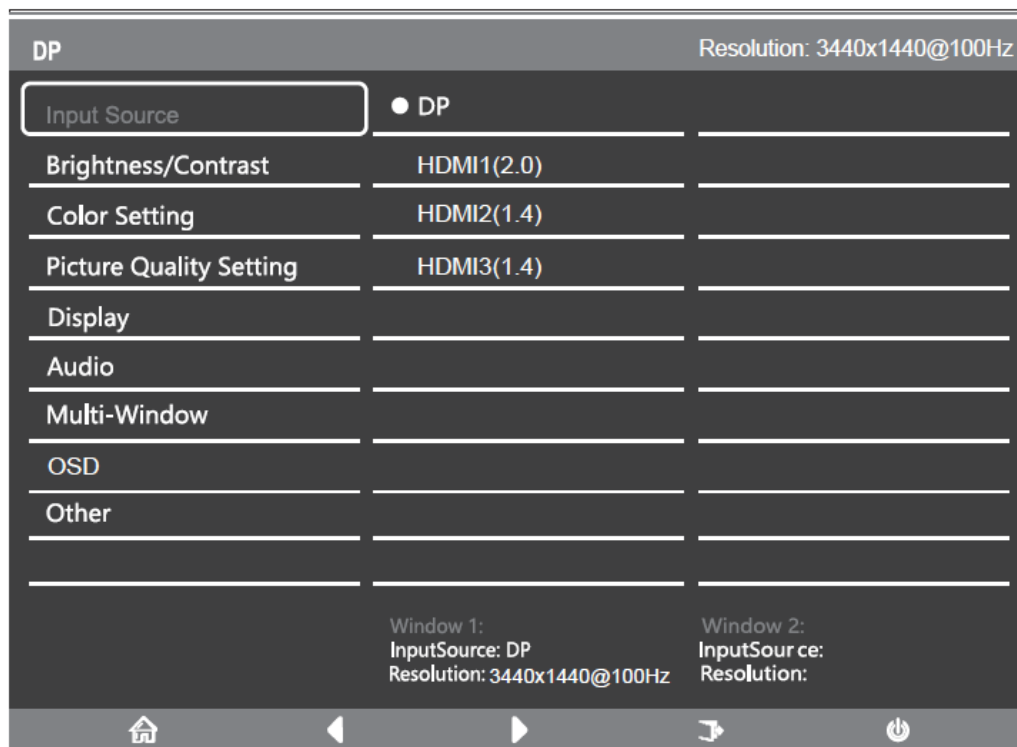 DP Resolution: 3440x1440@100Hz
Input Source
● DP
Brightness/Contrast
HDMI1(2.0)
Color Setting
HDMI2(1.4)
Picture Quality Setting
HDMI3(1.4)
Display
Audio
Multi-Window
OSD
Other
Window 1:
InputSource: DP
Resolution: 3440x1440@100Hz
Window 2:
InputSour ce:
Resolution: